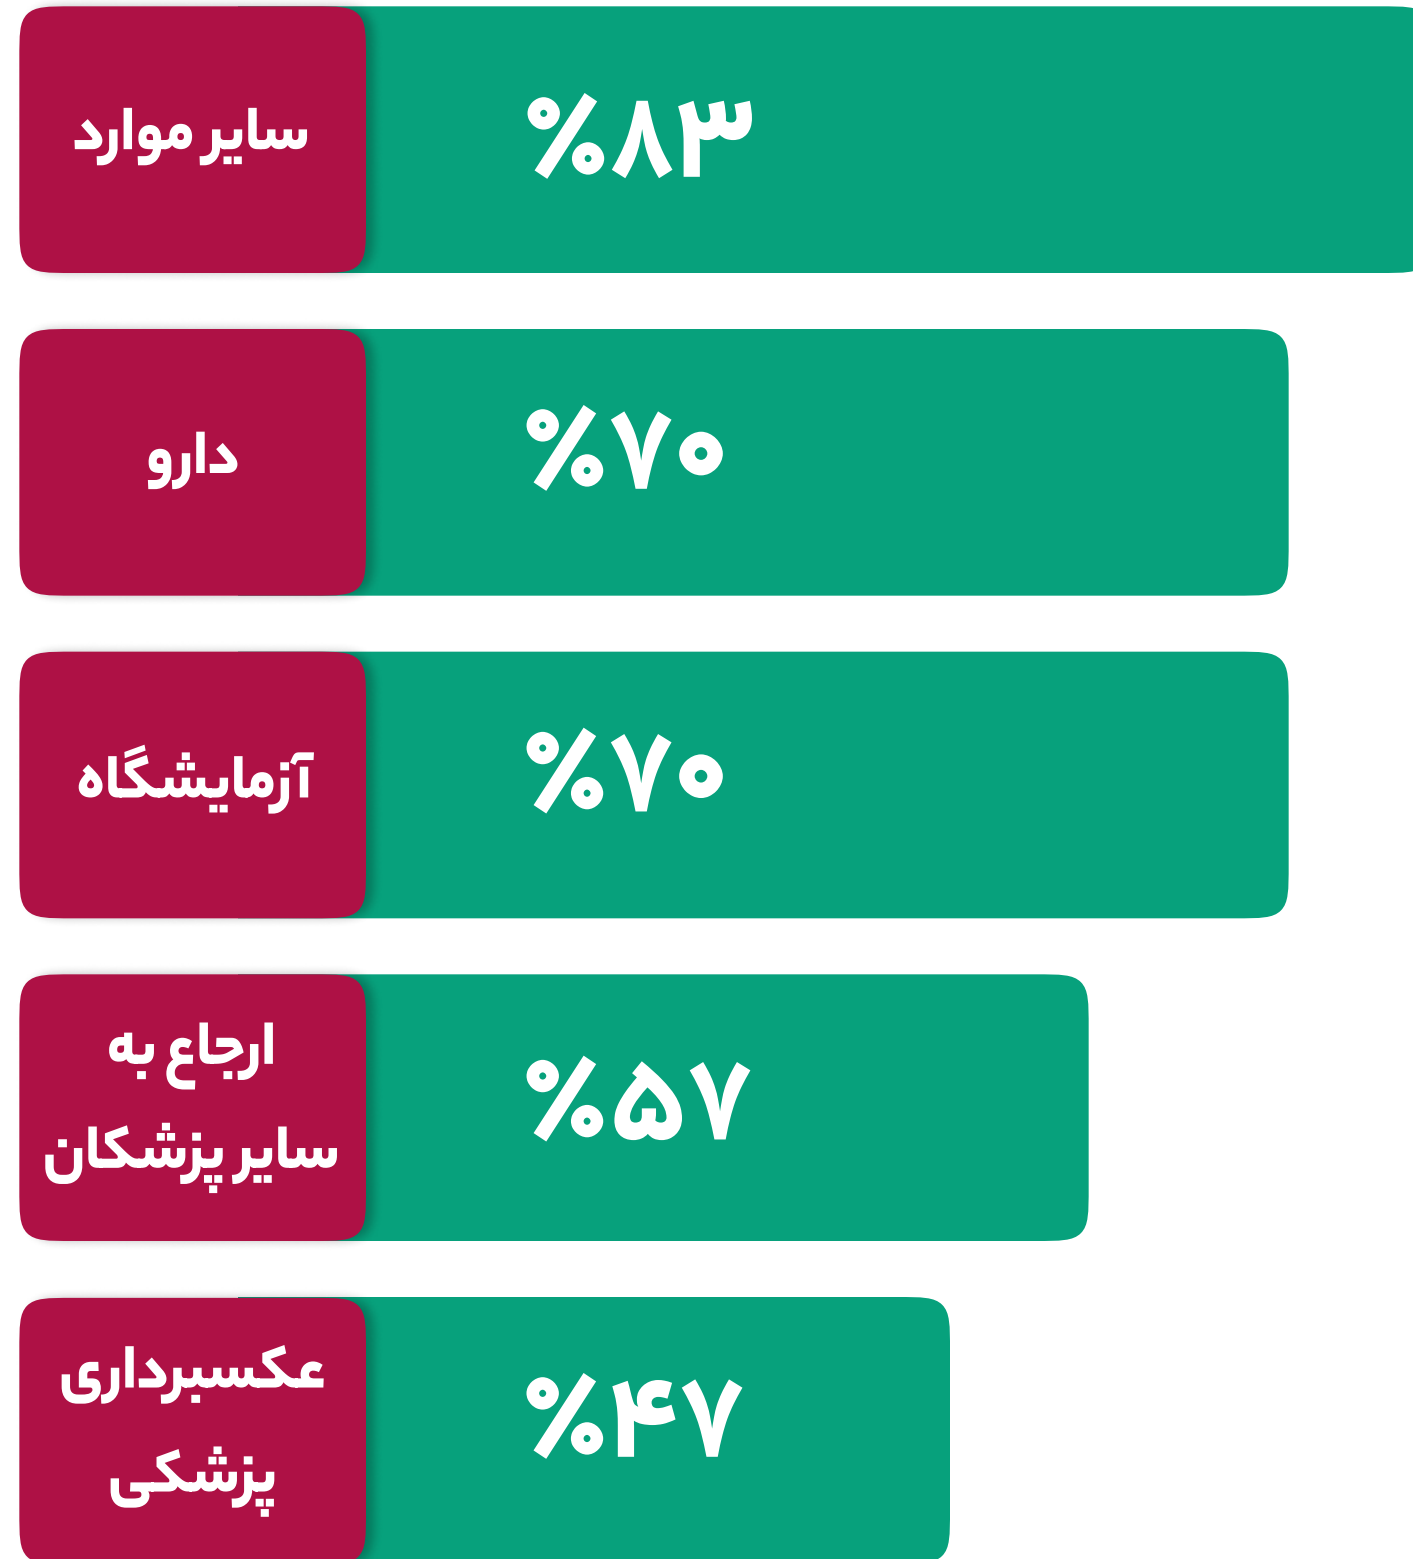 سایر موارد
%۸۳
دارو
%۷۰
آزمایشگاه
%۷۰
ارجاع به
سایر پزشکان
%۵۷
عکسبرداری
پزشکی
%۴۷